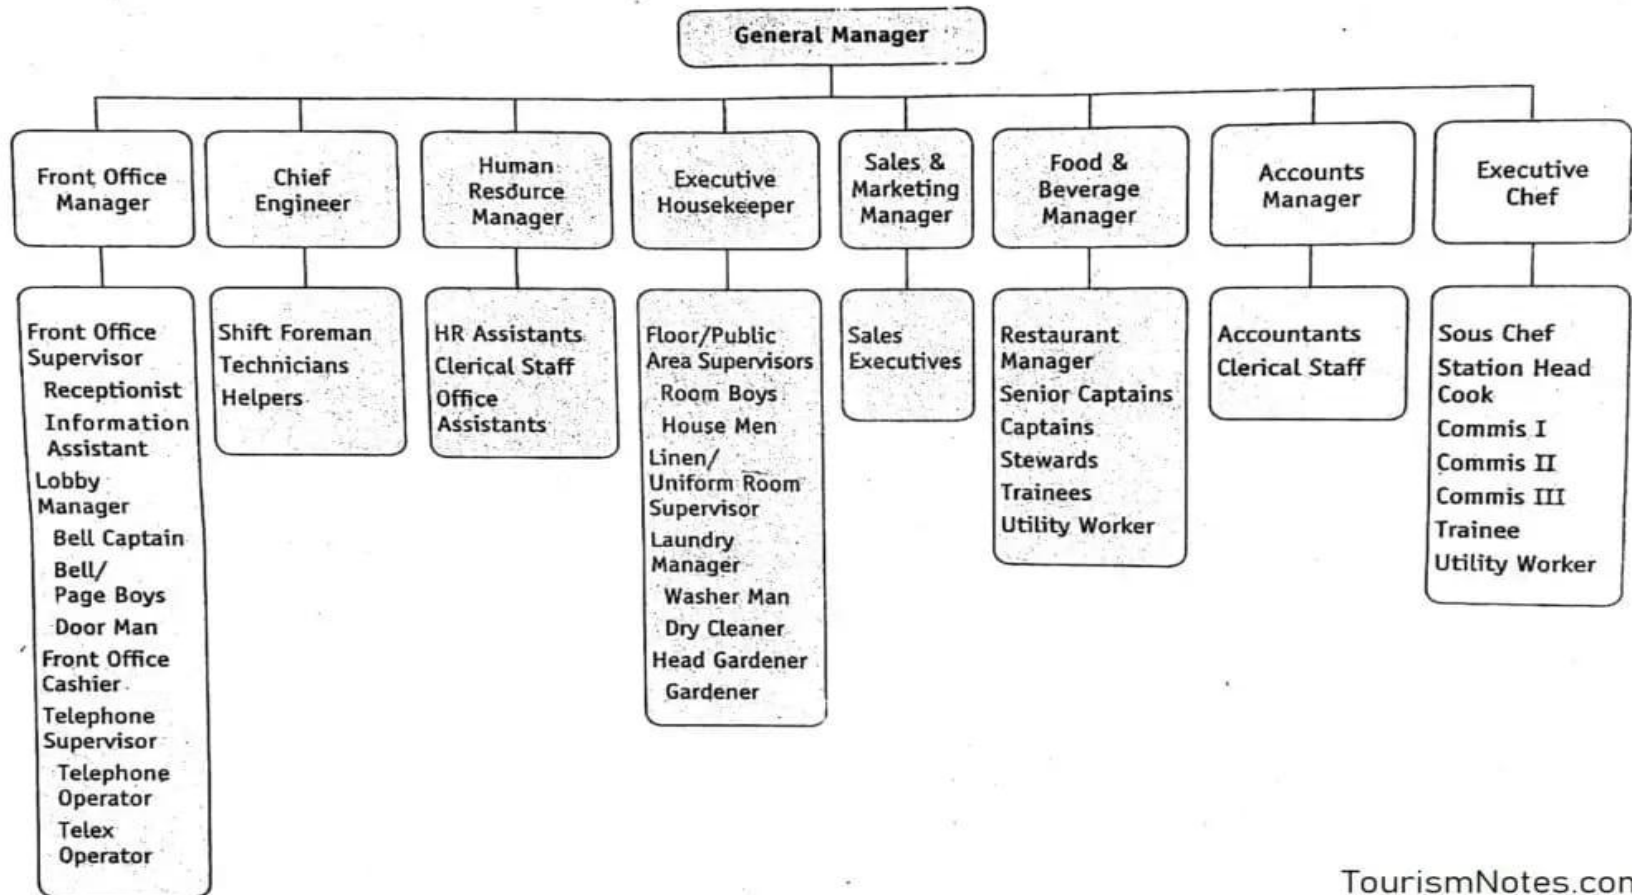 General Manager
Front Office
Manager
Chief
Engineer
Human
Resource
Manager
Executive
Housekeeper
Sales &
Marketing
Manager
Food &
Beverage
Manager
Accounts
Manager
Executive
Chef
Front Office
Supervisor
Receptionist
Information
Assistant
Lobby
Manager
Bell Captain
Bell/
Page Boys
Door Man
Front Office
Cashier
Telephone
Supervisor
Telephone
Operator
Telex
Operator
Shift Foreman
Technicians
Helpers
HR Assistants
Clerical Staff
Office
Assistants
Floor/Public
Area Supervisors
Room Boys
House Men
Linen/
Uniform Room
Supervisor
Laundry
Manager
Washer Man
Dry Cleaner
Head Gardener
Gardener
Sales
Executives
Restaurant
Manager
Senior Captains
Captains
Stewards
Trainees
Utility Worker
Accountants
Clerical Staff
Sous Chef
Station Head
Cook
Commis I
Commis II
Commis III
Trainee
Utility Worker
TourismNotes.com